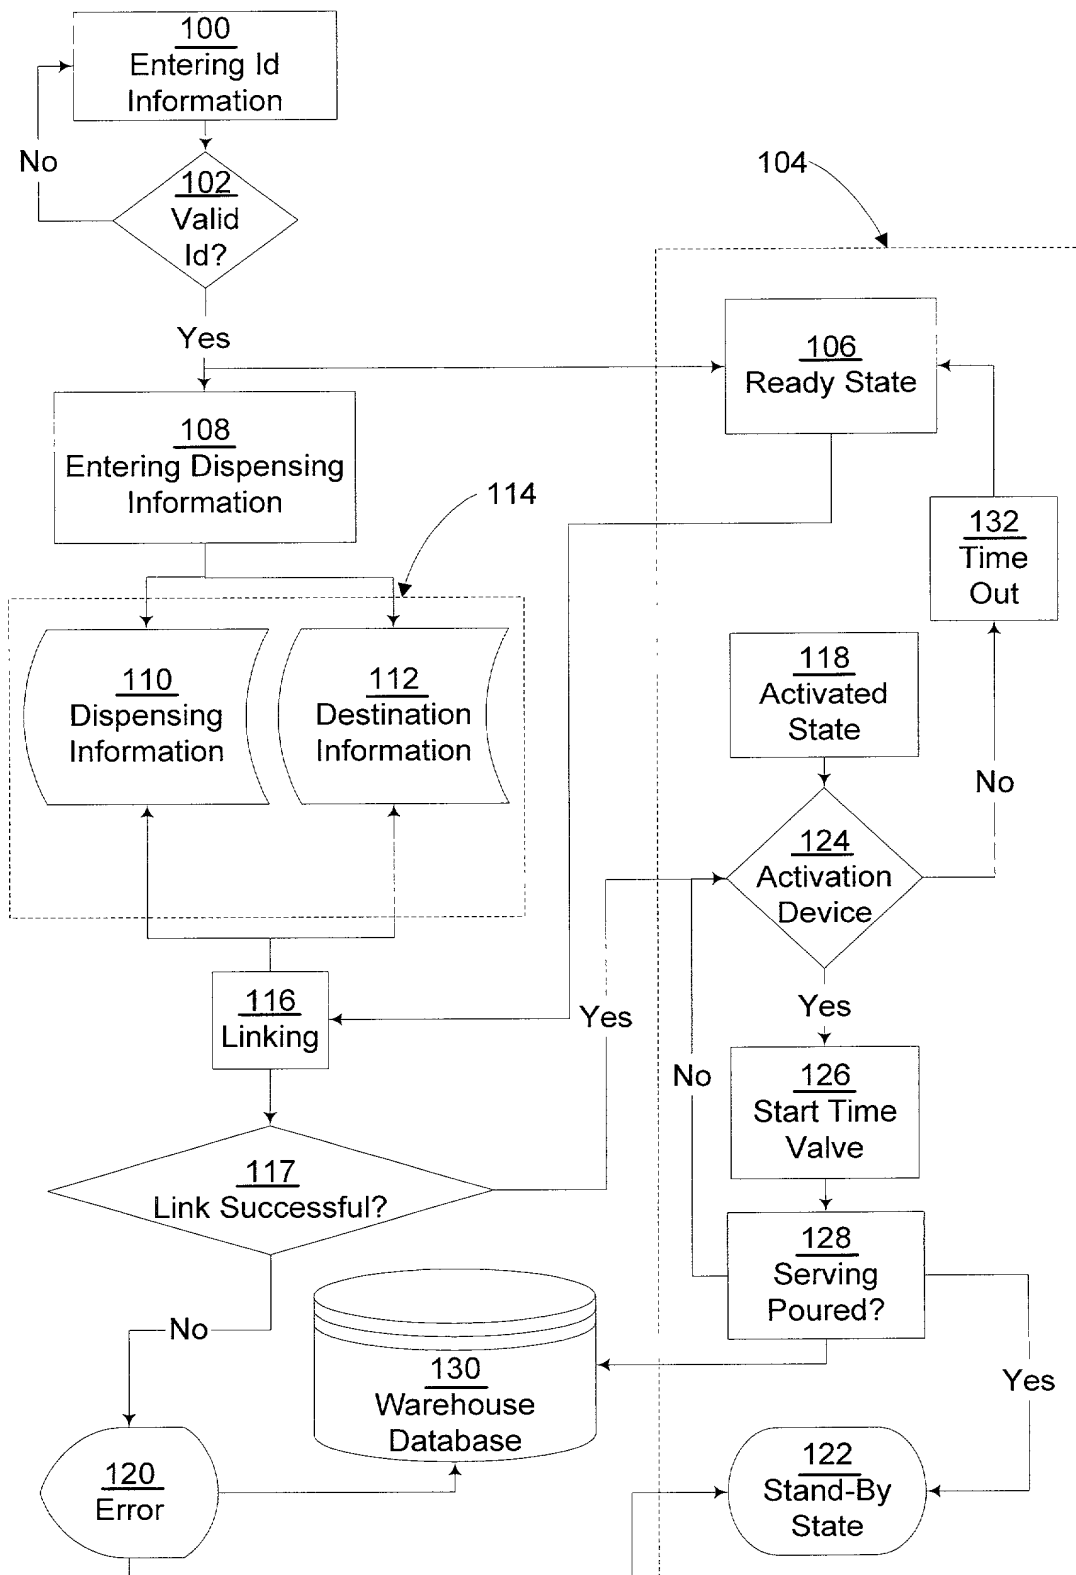 100
Entering Id
Information
No
102
Valid
Id?
104
Yes
106
Ready State
108
Entering Dispensing
Information
114
132
Time
Out
110
Dispensing
Information
112
Destination
Information
118
Activated
State
No
124
Activation
Device
116
Linking
Yes
Yes
No
126
Start Time
Valve
117
Link Successful?
128
Serving
Poured?
No
130
Warehouse
Database
Yes
120
Error
122
Stand-By
State